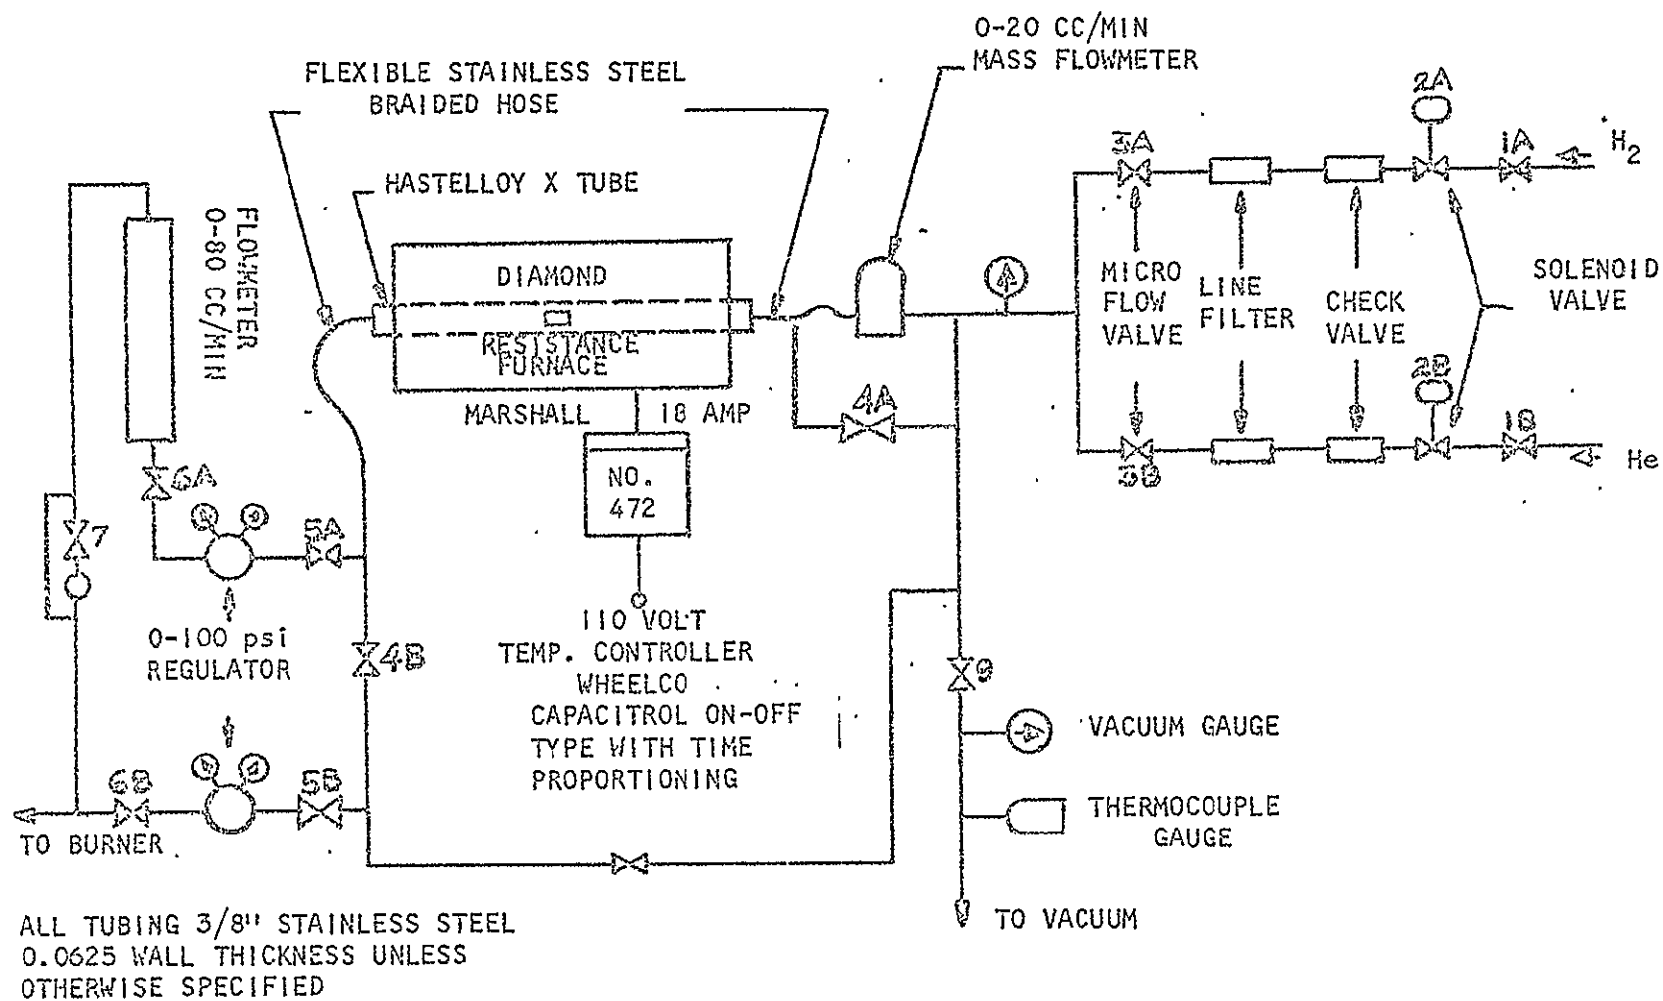 0-20 CC/MIN
MASS FLOWMETER
FLEXIBLE STAINLESS STEEL
BRAIDED HOSE
2A
3A
1A
H2
HASTELLOY X TUBE
FLOWMETER
0-80 CC/MIN
DIAMOND
RESISTANCE
FURNACE
MICRO
FLOW
VALVE
LINE
FILTER
CHECK
VALVE
SOLENOID
VALVE
MARSHALL
18 AMP
4A
2B
1B
3B
He
NO.
472
6A
5A
7
110 VOLT
TEMP. CONTROLLER
WHEELCO
CAPACITROL ON-OFF
TYPE WITH TIME
PROPORTIONING
0-100 psi
REGULATOR
4B
9
VACUUM GAUGE
6B
5B
THERMOCOUPLE
GAUGE
TO BURNER
TO VACUUM
ALL TUBING 3/8" STAINLESS STEEL
0.0625 WALL THICKNESS UNLESS
OTHERWISE SPECIFIED